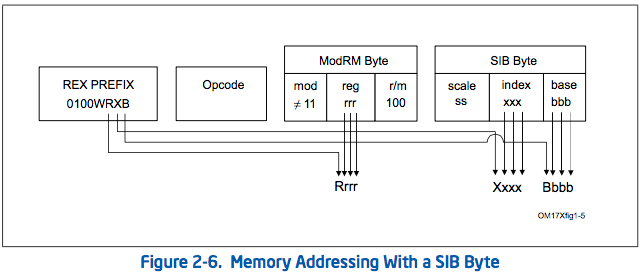 ModRM Byte
SIB Byte
REX PREFIX
0100WRXB
Opcode
mod
≠ 11
reg
rrr
r/m
100
scale
ss
index
xxx
base
bbb
Rrrr
Xxxx
Bbbb
OM17Xfig1-5
Figure 2-6. Memory Addressing With a SIB Byte